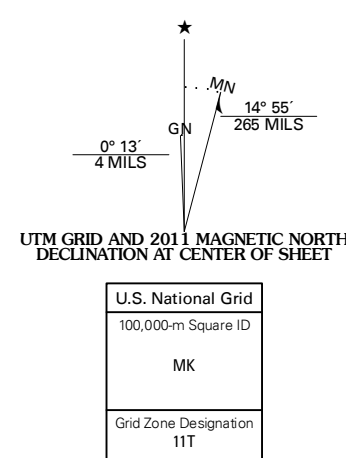 MN
14° 55´
265 MILS
GN
0° 13´
4 MILS
UTM GRID AND 2011 MAGNETIC NORTH
DECLINATION AT CENTER OF SHEET
U.S. National Grid
100,000-m Square ID
MK
Grid Zone Designation
11T